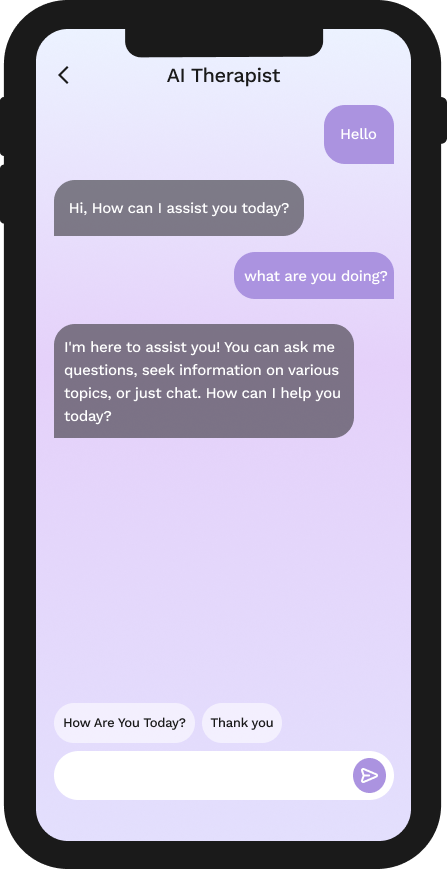 AI Therapist
Hello
Hi, How can I assist you today?
what are you doing?
I'm here to assist you! You can ask me
questions, seek information on various
topics, or just chat. How can I help you
today?
How Are You Today?
Thank you